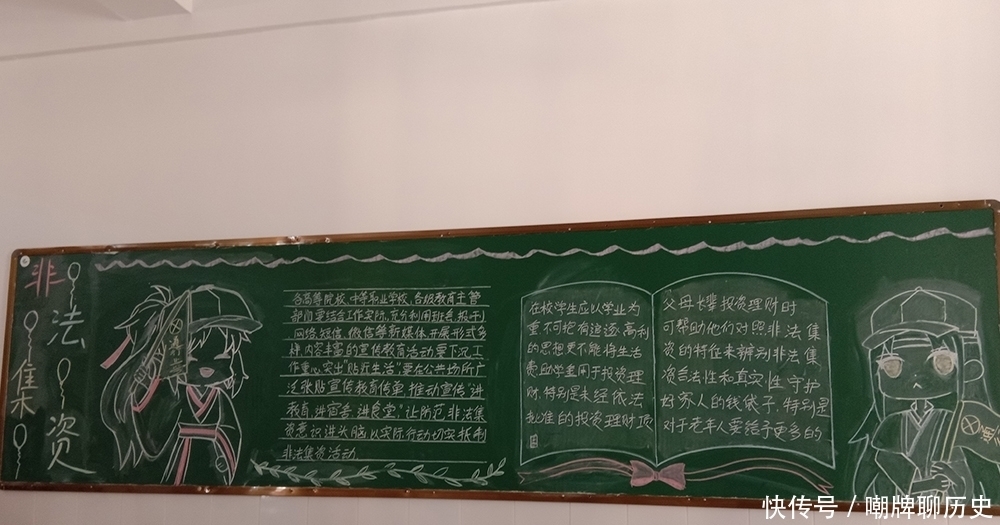 非法集资
各高等院校、中等职业学校、各级教育主管
部门要结合工作实际,充分利用班会、报刊、
网络、短信、微信等新媒体,开展形式多
样、内容丰富的宣传教育活动,要下沉工
作重心,突出"贴近生活",要在公共场所广
泛张贴宣传教育传单,推动宣传"进
教育、进宿舍、进食堂",让防范非法集
资意识进头脑,以实际行动切实抵制
非法集资活动
在校学生应以学业为
重,不可抱有追逐高利
的思想,更不能将生活
费、助学金用于投资理
财,特别是未经依法
批准的投资理财项
目
父母长辈投资理财时
可帮助他们对照非法集
资的特征来辨别非法集
资合法性和真实性,守护
好家人的钱袋子,特别是
对于老年人要给予更多的
快传号/嘲牌聊历史